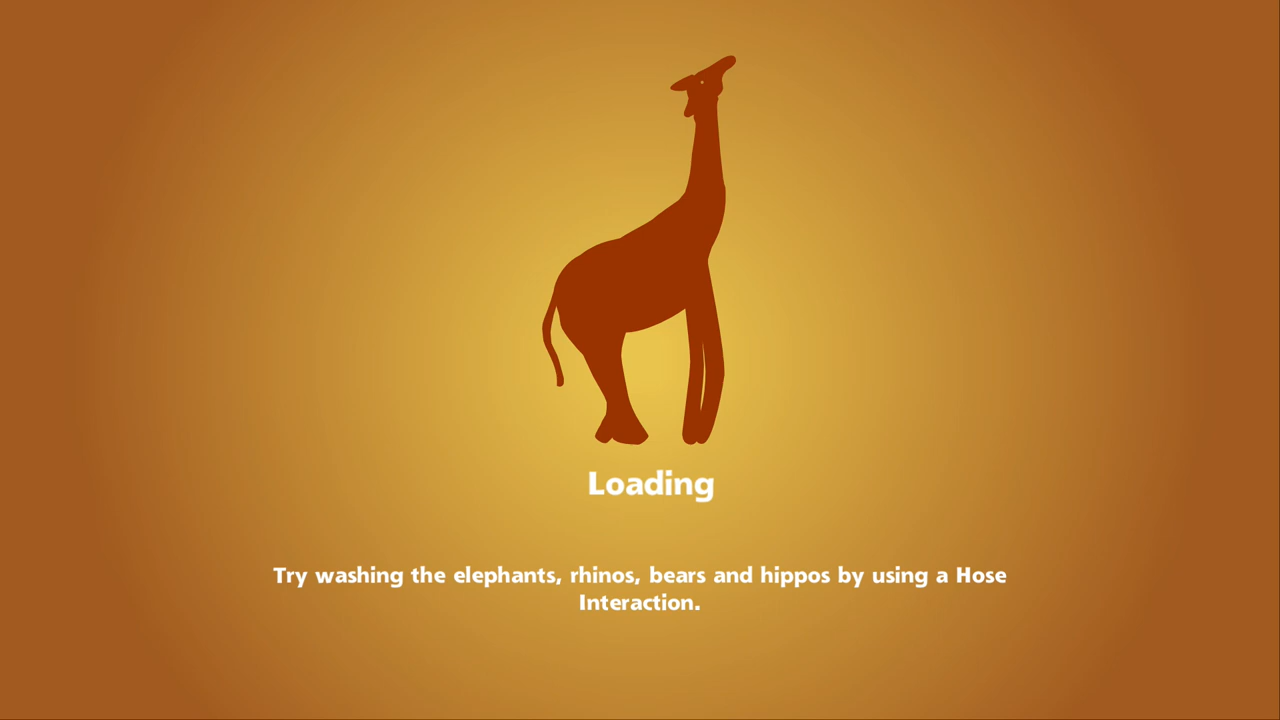 Loading
Try washing the elephants, rhinos, bears and hippos by using a Hose
Interaction.